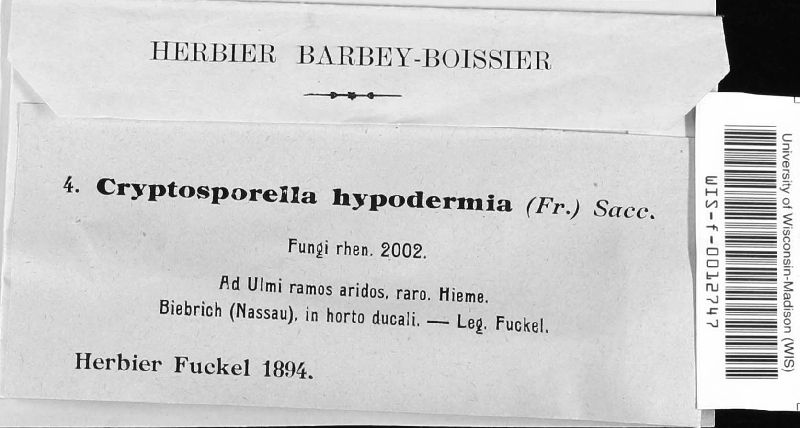 HERBIER BARBEY-BOISSIER
4. Cryptosporella hypodermia (Fr.) Sacc.
Fungi rhen. 2002.
Ad Ulmi ramos aridos, raro. Hieme.
Biebrich (Nassau), in horto ducali. — Leg. Fuckel.
Herbier Fuckel 1894.
University of Wisconsin-Madison (WIS)
WIS-f-0012747